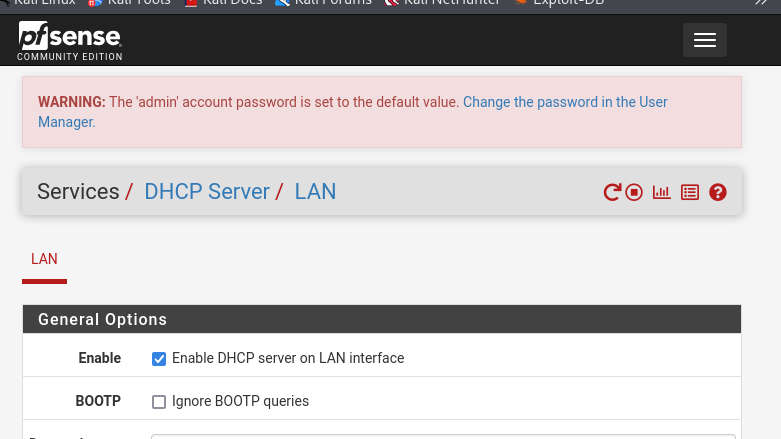 Kali Linux Kali Tools Kali Docs Kali Forums Kali NetHunter Exploit-DB
pfsense
COMMUNITY EDITION
WARNING: The 'admin' account password is set to the default value. Change the password in the User
Manager.
Services / DHCP Server / LAN
LAN
General Options
Enable Enable DHCP server on LAN interface
BOOTP Ignore BOOTP queries